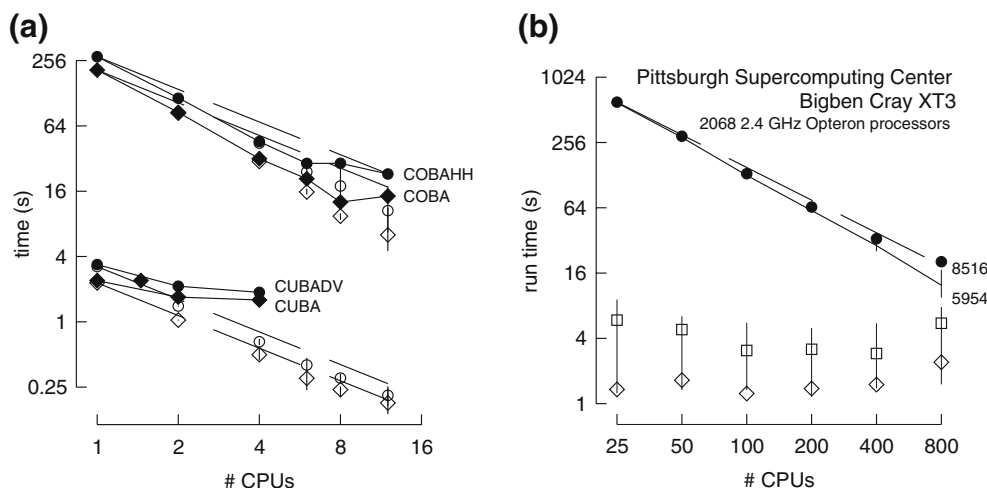 (a)
256
64
16
4
1
0.25
time (s)
1 2 4 8 16
# CPUs
COBAHH
COBA
CUBADV
CUBA
(b)
Pittsburgh Supercomputing Center
Bigben Cray XT3
2068 2.4 GHz Opteron processors
1024
256
64
16
4
1
run time (s)
25 50 100 200 400 800
# CPUs
8516
5954